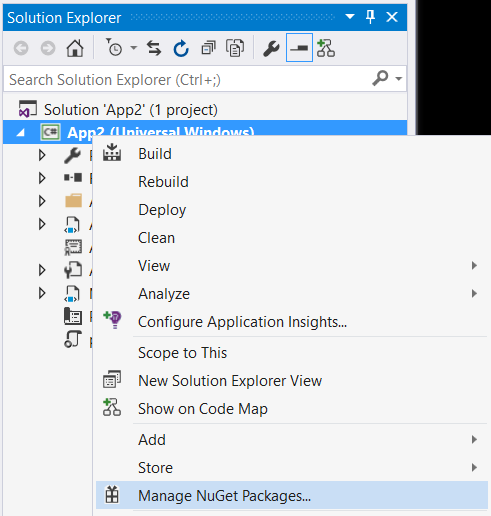 Solution Explorer
Search Solution Explorer (Ctrl+;)
Solution 'App2' (1 project)
App2 (Universal Windows)
Build
Rebuild
Deploy
Clean
View
Analyze
Configure Application Insights...
Scope to This
New Solution Explorer View
Show on Code Map
Add
Store
Manage NuGet Packages...